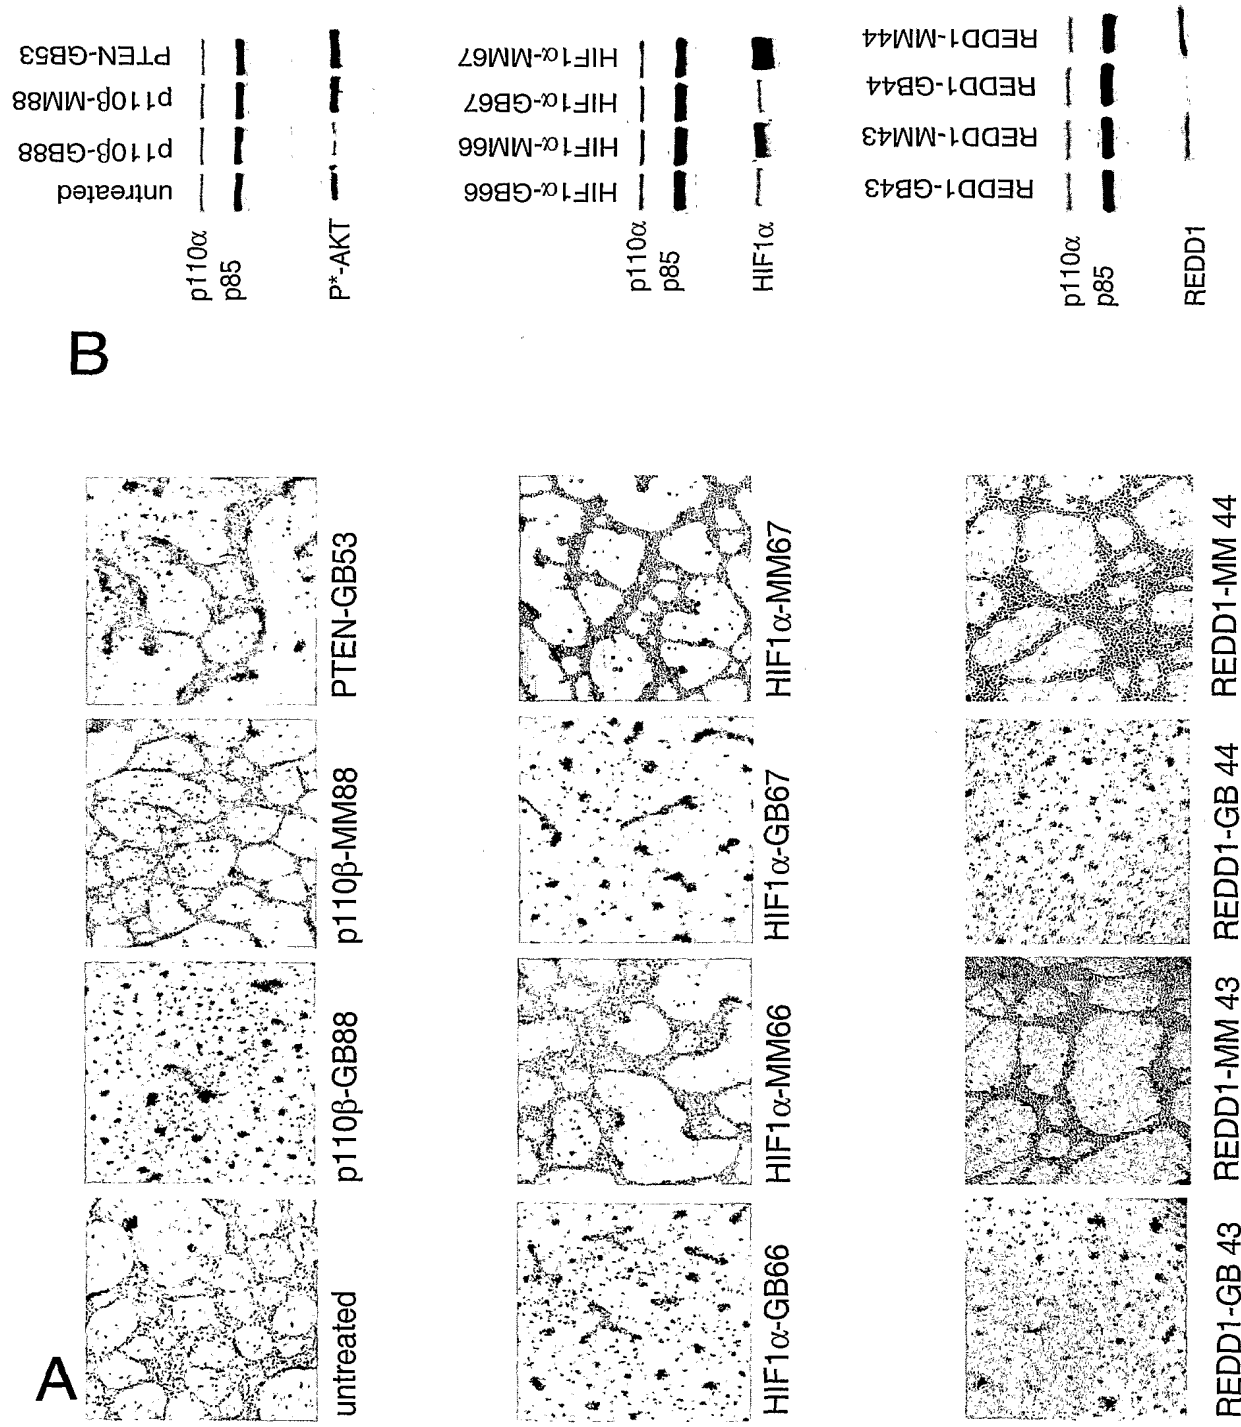 A
untreated
p110β-GB88
p110β-MM88
PTEN-GB53
HIF1α-GB66
HIF1α-MM66
HIF1α-GB67
HIF1α-MM67
REDD1-GB 43
REDD1-MM 43
REDD1-GB 44
REDD1-MM 44
B
untreated
p110β-GB88
p110β-MM88
PTEN-GB53
p110α
p85
P*-AKT
HIF1α-GB66
HIF1α-MM66
HIF1α-GB67
HIF1α-MM67
p110α
p85
HIF1α
REDD1-GB43
REDD1-MM43
REDD1-GB44
REDD1-MM44
p110α
p85
REDD1